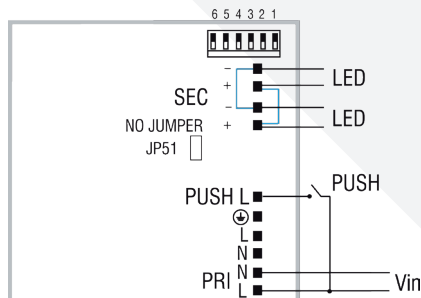 6 5 4 3 2 1
− LED
SEC +
− LED
NO JUMPER +
JP51
PUSH L PUSH
L
N
PRI N Vin
L